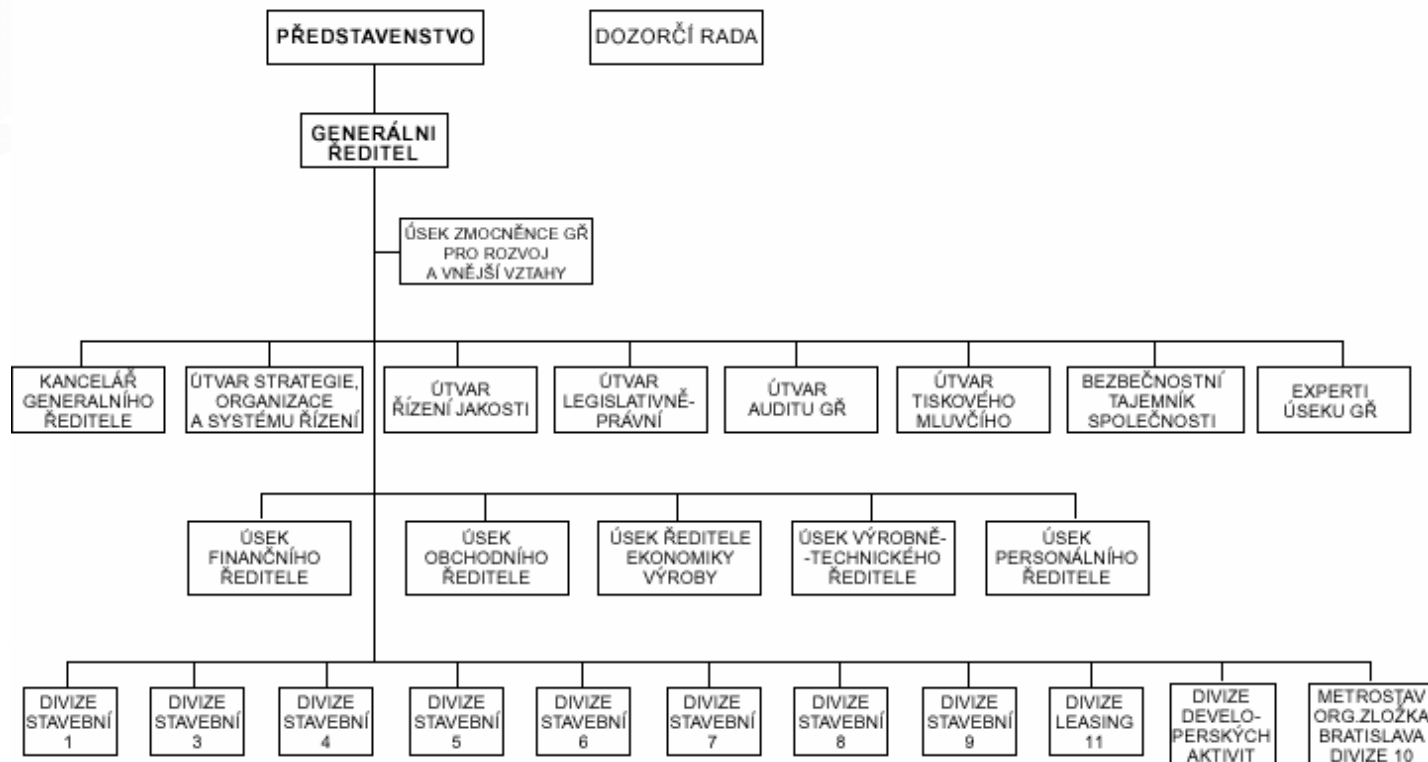 PŘEDSTAVENSTVO
DOZORČÍ RADA
GENERÁLNI
ŘEDITEL
ÚSEK ZMOCNĚNCE GŘ
PRO ROZVOJ
A VNĚJŠÍ VZTAHY
KANCELÁŘ
GENERALNÍHO
ŘEDITELE
ÚTVAR STRATEGIE,
ORGANIZACE
A SYSTÉMU ŘÍZENÍ
ÚTVAR
ŘÍZENÍ JAKOSTI
ÚTVAR
LEGISLATIVNĚ-
PRÁVNÍ
ÚTVAR
AUDITU GŘ
ÚTVAR
TISKOVÉHO
MLUVČÍHO
BEZBEČNOSTNÍ
TAJEMNÍK
SPOLEČNOSTI
EXPERTI
ÚSEKU GŘ
ÚSEK
FINANČNÍHO
ŘEDITELE
ÚSEK
OBCHODNÍHO
ŘEDITELE
ÚSEK ŘEDITELE
EKONOMIKY
VÝROBY
ÚSEK VÝROBNĚ-
-TECHNICKÉHO
ŘEDITELE
ÚSEK
PERSONÁLNÍHO
ŘEDITELE
DIVIZE
STAVEBNÍ
1
DIVIZE
STAVEBNÍ
3
DIVIZE
STAVEBNÍ
4
DIVIZE
STAVEBNÍ
5
DIVIZE
STAVEBNÍ
6
DIVIZE
STAVEBNÍ
7
DIVIZE
STAVEBNÍ
8
DIVIZE
STAVEBNÍ
9
DIVIZE
LEASING
11
DIVIZE
DEVELO-
PERSKÝCH
AKTIVIT
METROSTAV
ORG.ZLOŽKA
BRATISLAVA
DIVIZE 10